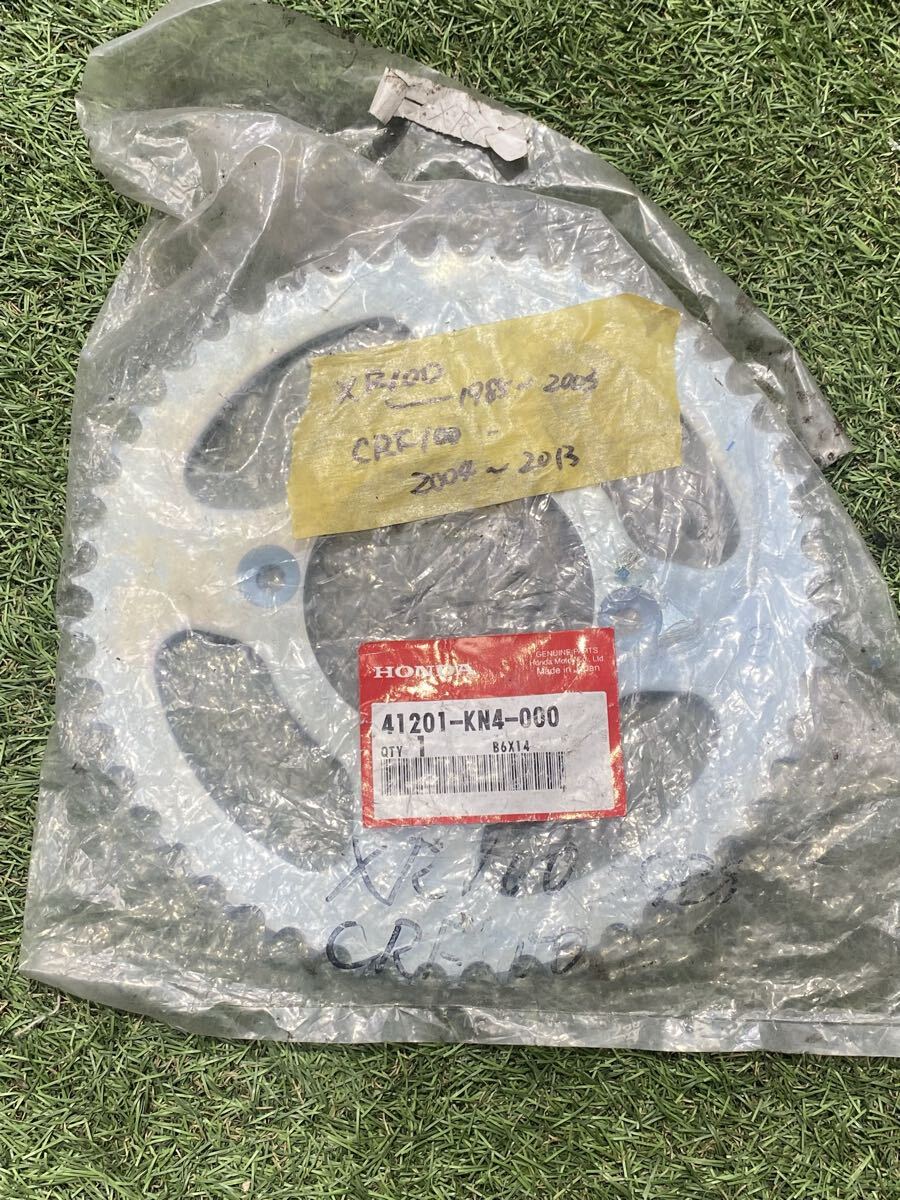 XR100
1985~2003
CRF100 -
2004~2013
HONDA
GENUINE PARTS
Honda Motor Co., Ltd
Made in Japan
41201-KN4-000
QTY 1 B6X14
XR100
CRF100